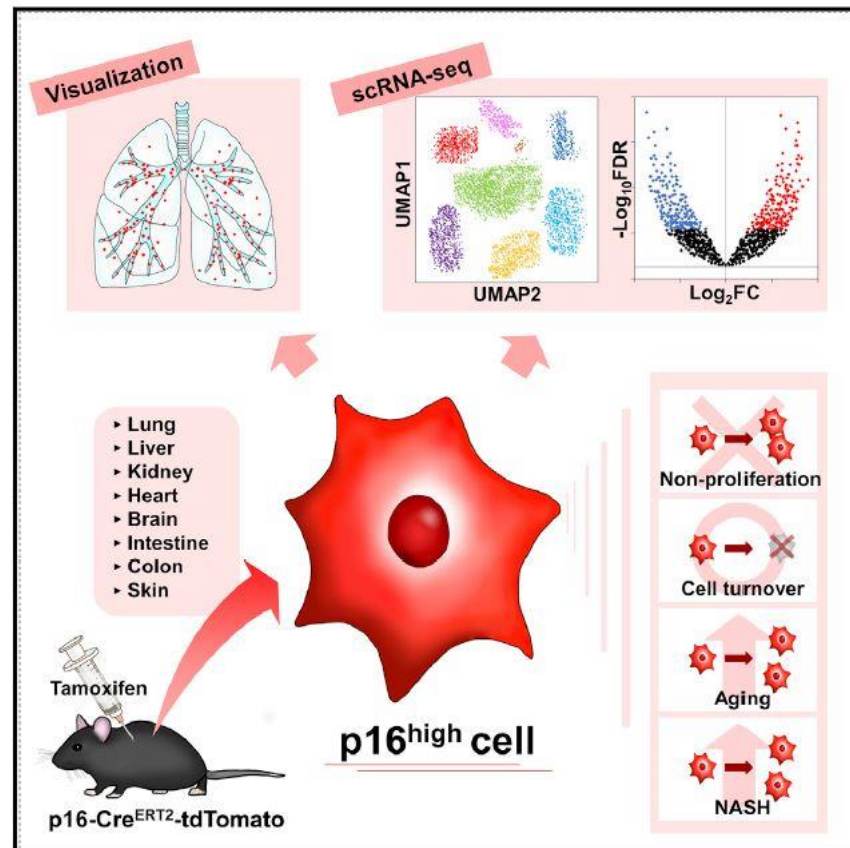 Visualization
scRNA-seq
UMAP1
UMAP2
-Log₁₀FDR
Log₂FC
▸ Lung
▸ Liver
▸ Kidney
▸ Heart
▸ Brain
▸ Intestine
▸ Colon
▸ Skin
Tamoxifen
p16-Creᴱᴿᵀ²-tdTomato
p16ʰⁱᵍʰ cell
Non-proliferation
Cell turnover
Aging
NASH